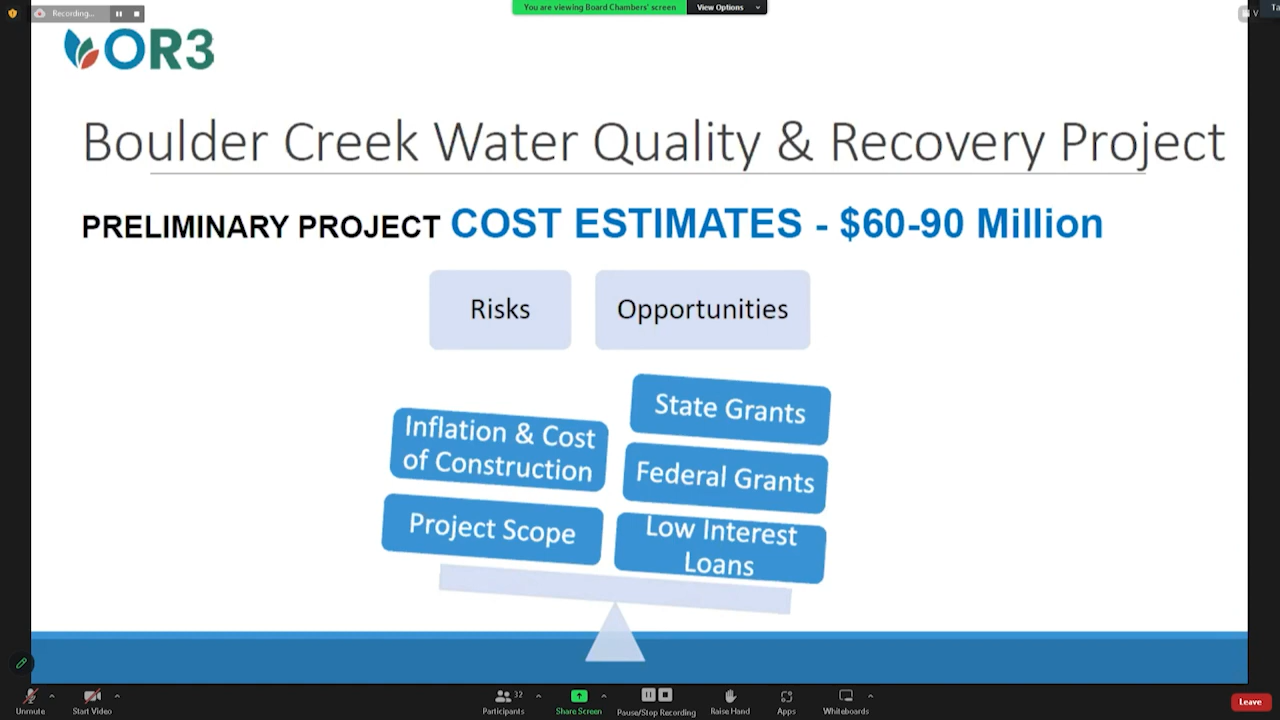 Recording...
You are viewing Board Chambers' screen
View Options
V
Ta
OR3
Boulder Creek Water Quality & Recovery Project
PRELIMINARY PROJECT COST ESTIMATES - $60-90 Million
Risks
Opportunities
Inflation & Cost
of Construction
Project Scope
State Grants
Federal Grants
Low Interest
Loans
Unmute
Start Video
32
Participants
Share Screen
Pause/Stop Recording
Raise Hand
Apps
Whiteboards
Leave